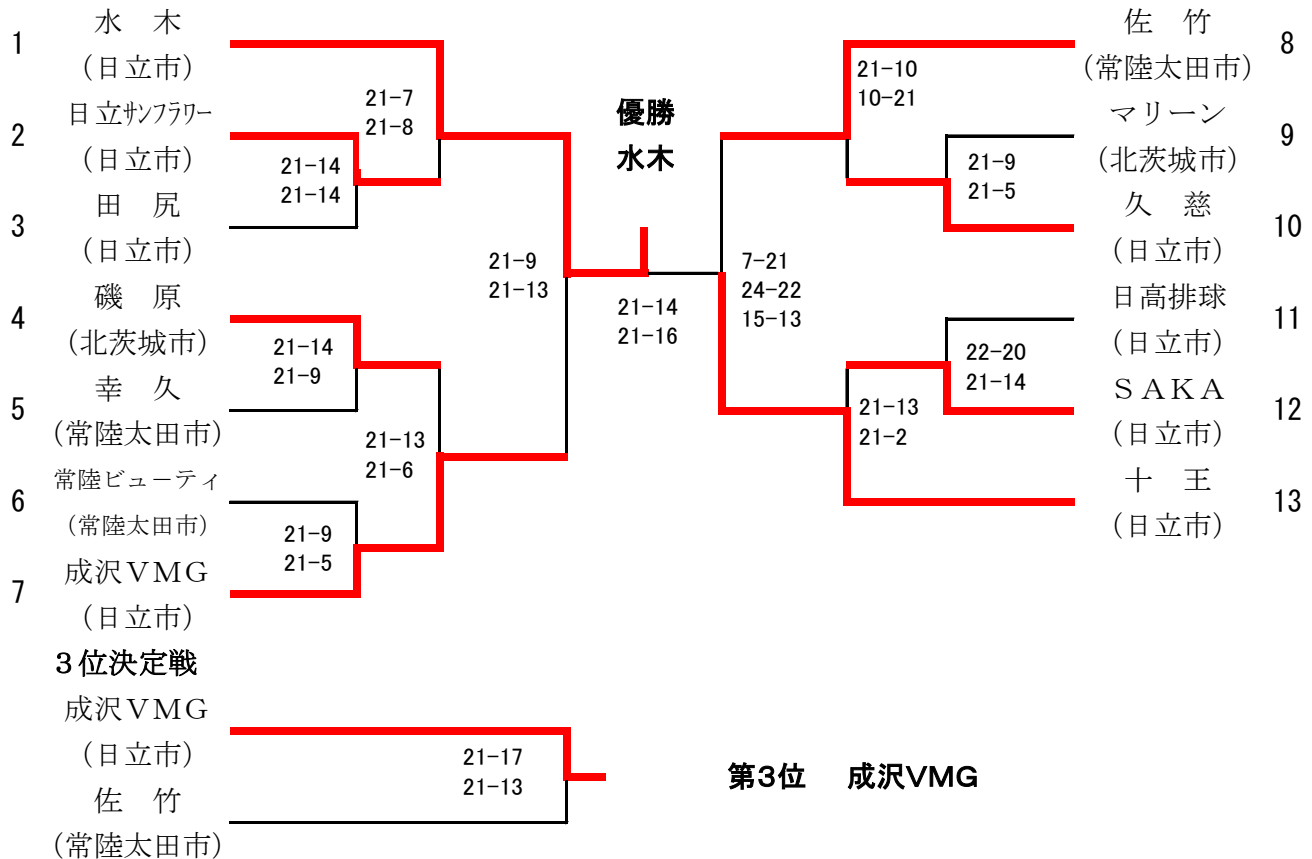 1
水 木
(日立市)
2
日立サンフラワー
(日立市)
3
田 尻
(日立市)
4
磯 原
(北茨城市)
5
幸 久
(常陸太田市)
6
常陸ビューティ
(常陸太田市)
7
成沢VMG
(日立市)
21-7
21-8
21-14
21-14
21-14
21-9
21-13
21-6
21-9
21-5
21-9
21-13
優勝
水木
21-14
21-16
7-21
24-22
15-13
21-10
10-21
21-9
21-5
22-20
21-14
21-13
21-2
佐 竹
(常陸太田市)
8
マリーン
(北茨城市)
9
久 慈
(日立市)
10
日高排球
(日立市)
11
SAKA
(日立市)
12
十 王
(日立市)
13
3位決定戦
成沢VMG
(日立市)
佐 竹
(常陸太田市)
21-17
21-13
第3位 成沢VMG